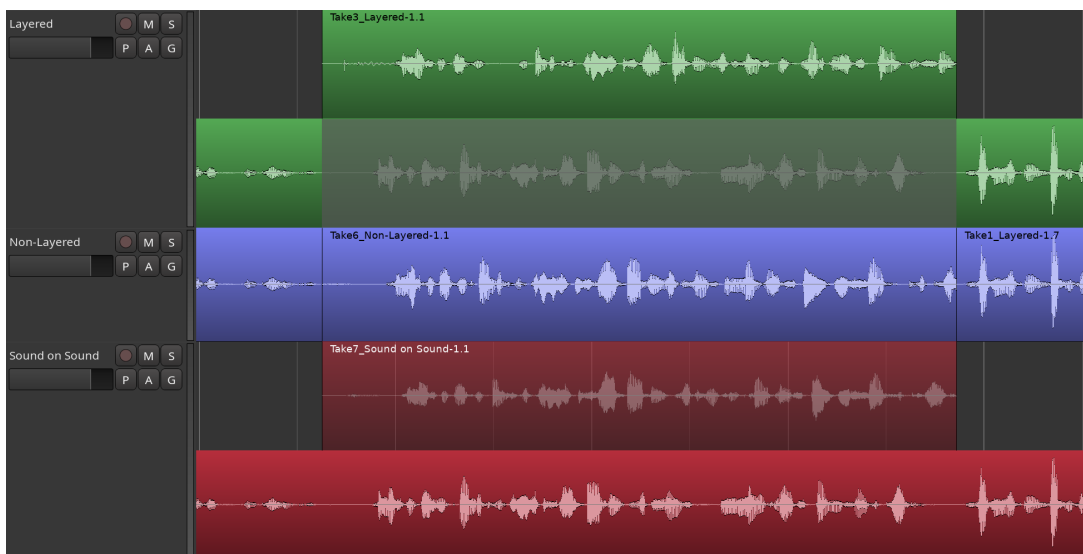 Layered
M
S
P
A
G
Take3_Layered-1.1
Non-Layered
M
S
P
A
G
Take6_Non-Layered-1.1
Take1_Layered-1.7
Sound on Sound
M
S
P
A
G
Take7_Sound on Sound-1.1